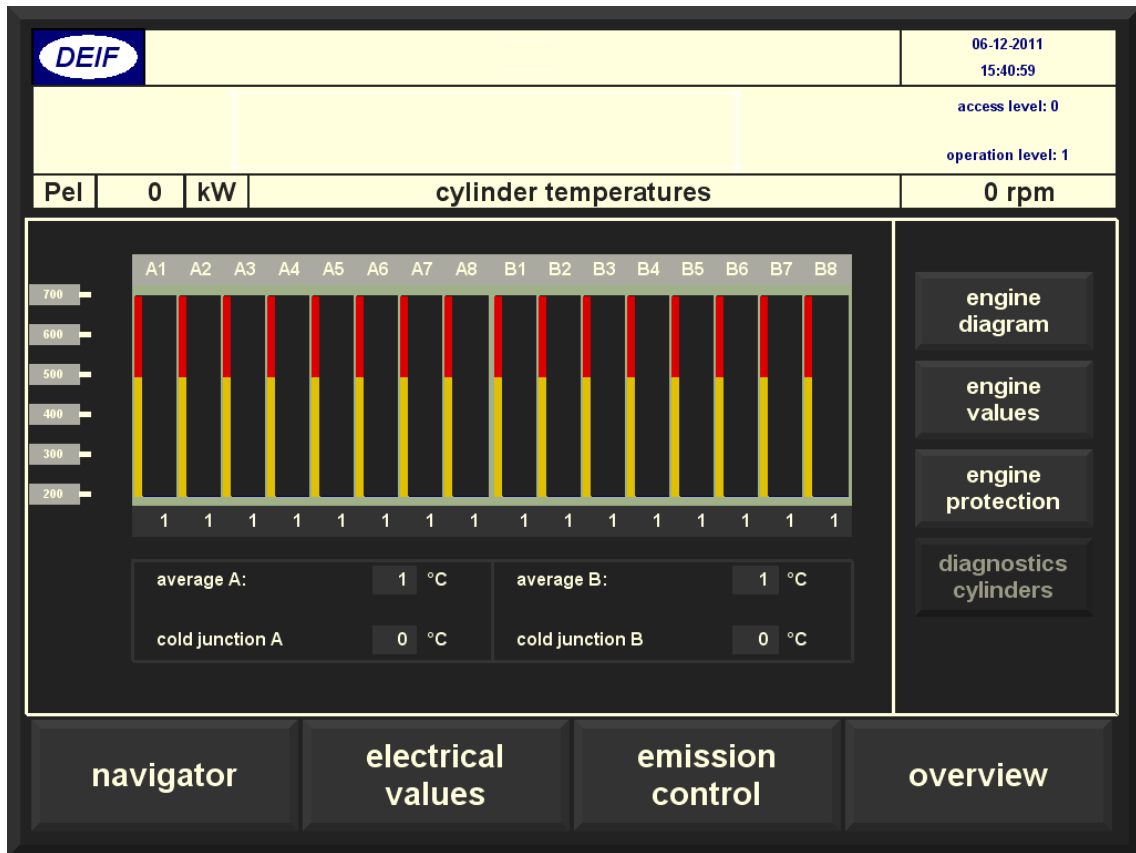 DEIF
06-12-2011
15:40:59
access level: 0
operation level: 1
Pel 0 kW cylinder temperatures 0 rpm
A1 A2 A3 A4 A5 A6 A7 A8 B1 B2 B3 B4 B5 B6 B7 B8
700
600
500
400
300
200
1 1 1 1 1 1 1 1 1 1 1 1 1 1 1 1
average A: 1 °C average B: 1 °C
cold junction A 0 °C cold junction B 0 °C
engine
diagram
engine
values
engine
protection
diagnostics
cylinders
navigator
electrical
values
emission
control
overview